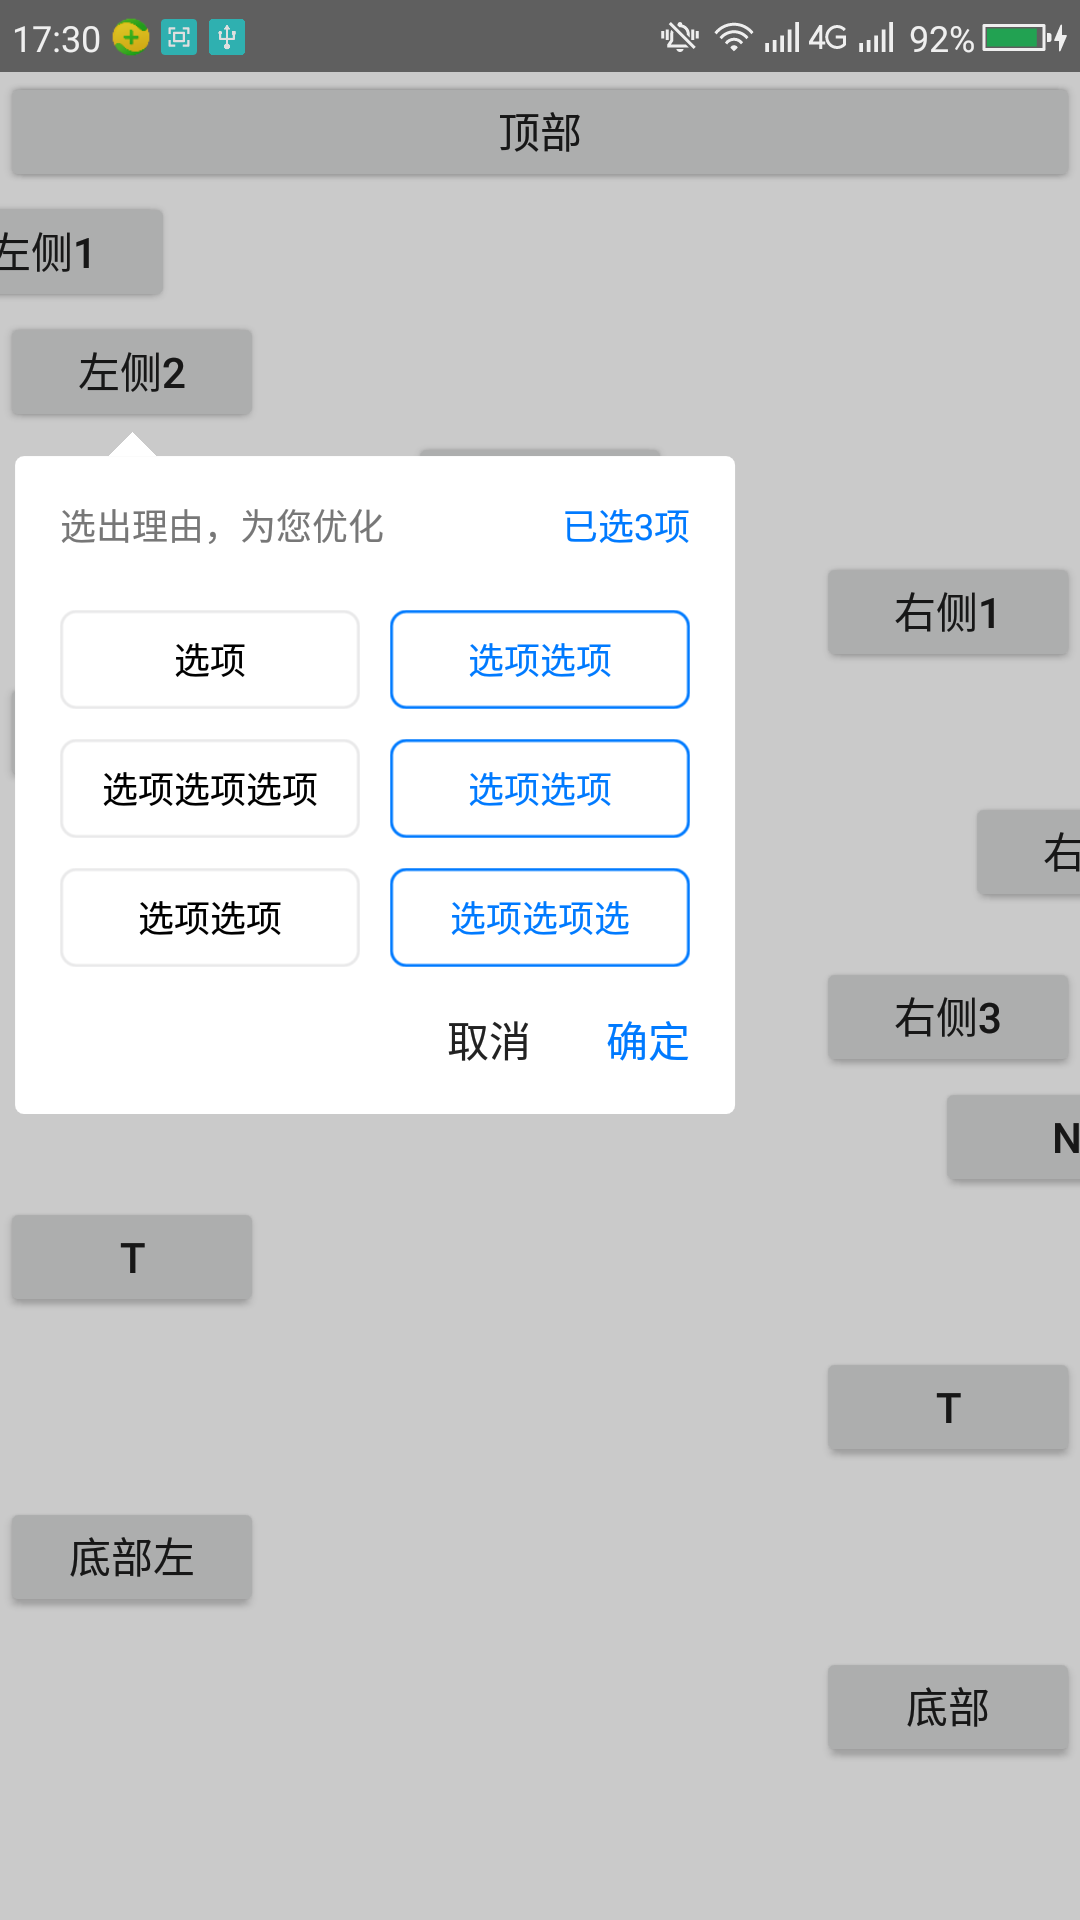 17:30 4G 92%
顶部
左侧1
左侧2
选出理由，为您优化 已选3项
选项 选项选项
选项选项选项 选项选项
选项选项 选项选项选
取消 确定
右侧1
右
右侧3
N
T
T
底部左
底部